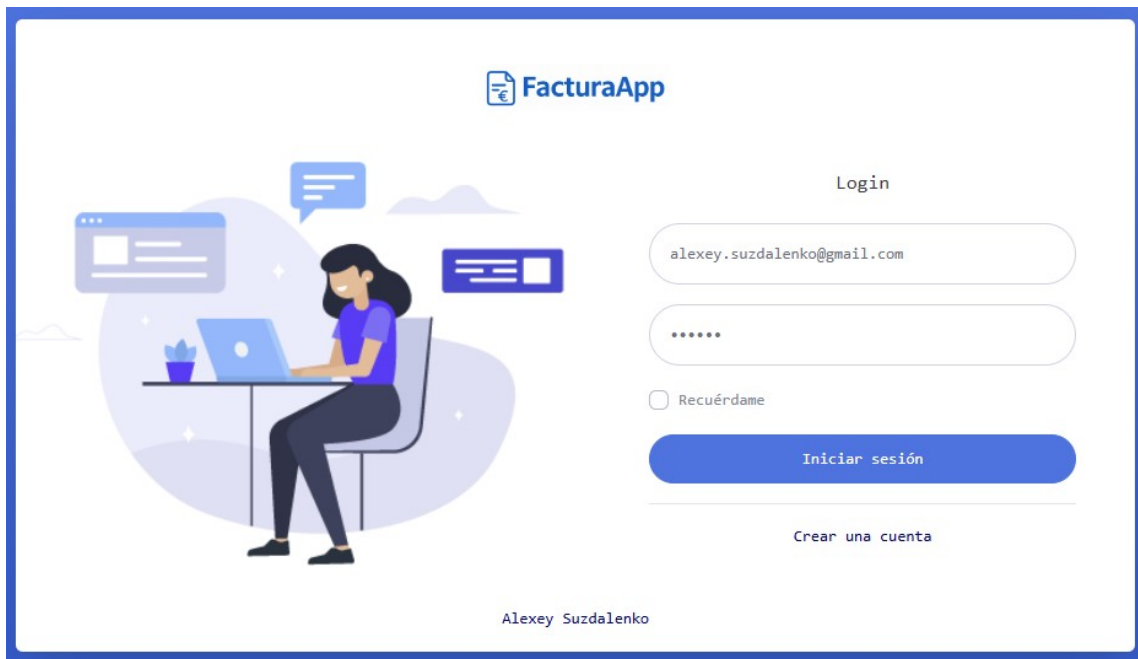 FacturaApp
Login
alexey.suzdalenko@gmail.com
••••••
Recuérdame
Iniciar sesión
Crear una cuenta
Alexey Suzdalenko